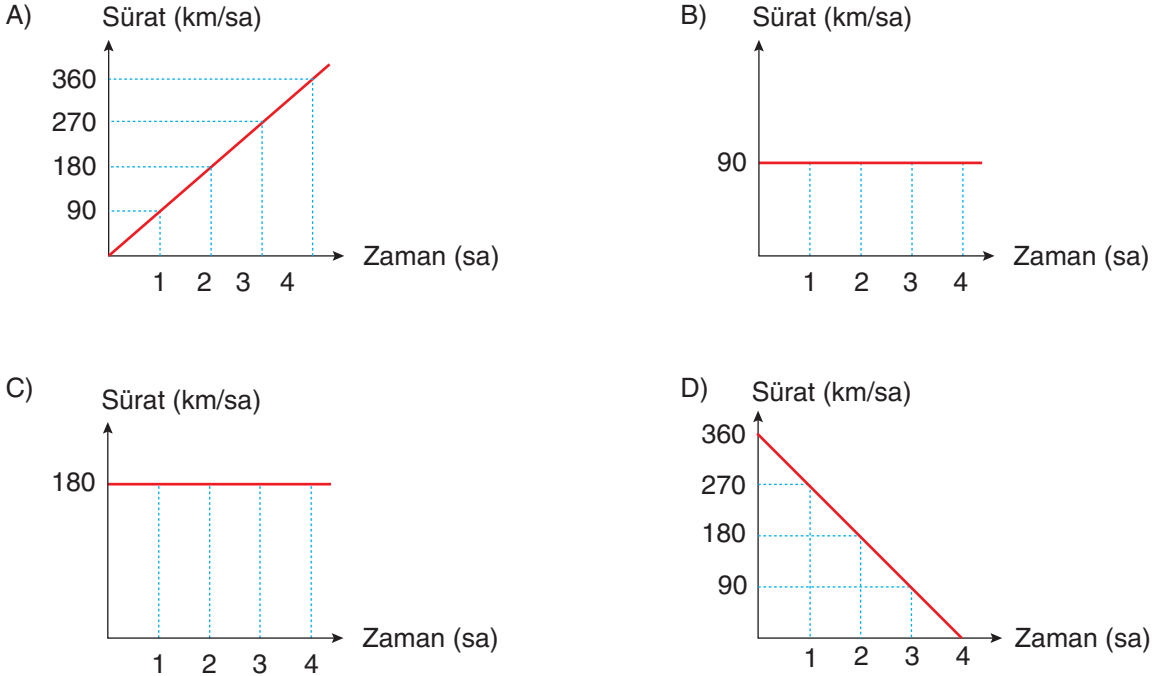 A)
Sürat (km/sa)
360
270
180
90
Zaman (sa)
1 2 3 4
B)
Sürat (km/sa)
90
Zaman (sa)
1 2 3 4
C)
Sürat (km/sa)
180
Zaman (sa)
1 2 3 4
D)
Sürat (km/sa)
360
270
180
90
Zaman (sa)
1 2 3 4